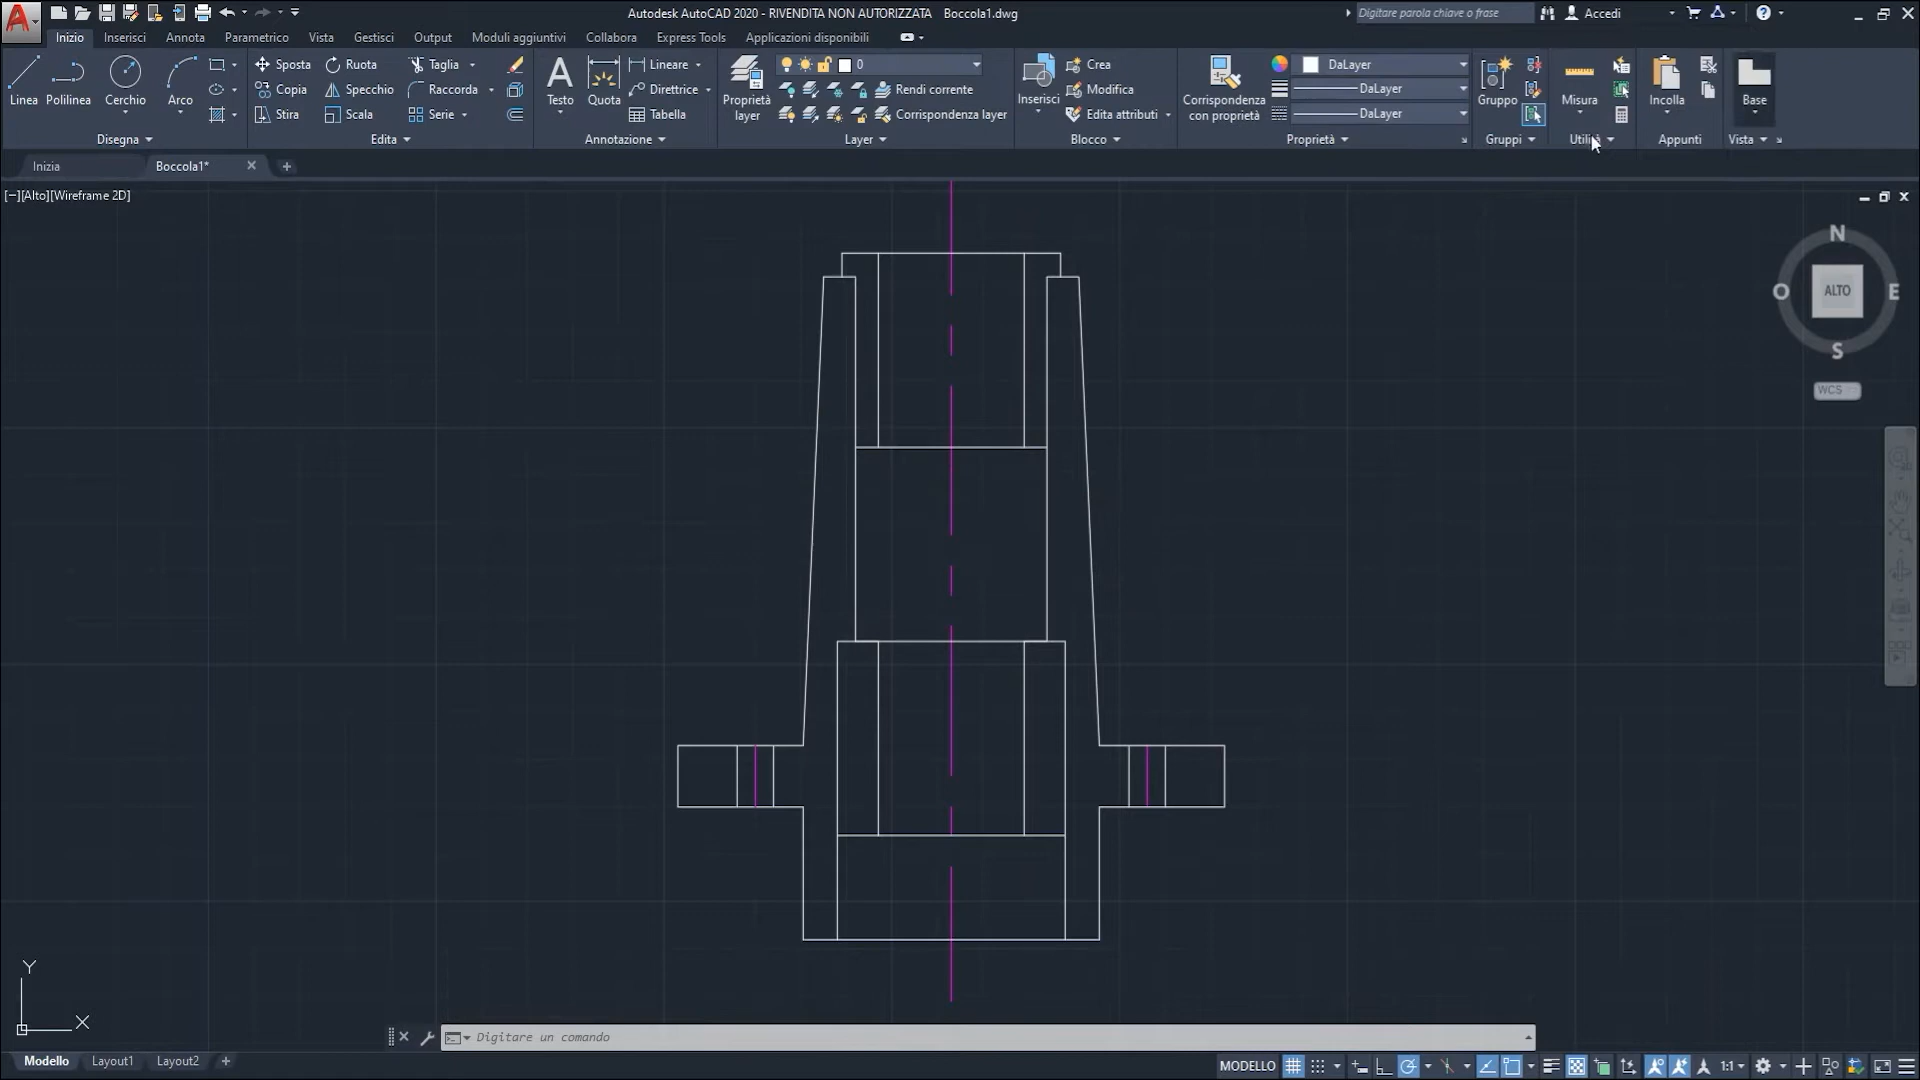 Autodesk AutoCAD 2020 - RIVENDITA NON AUTORIZZATA Boccola1.dwg
Digitare parola chiave o frase
Accedi
Inizio Inserisci Annota Parametrico Vista Gestisci Output Moduli aggiuntivi Collabora Express Tools Applicazioni disponibili
Linea Polilinea Cerchio Arco
Disegna
Sposta Ruota Taglia
Copia Specchio Raccorda
Stira Scala Serie
Edita
Testo Quota
Lineare
Direttrice
Tabella
Annotazione
Proprietà
layer
0
Rendi corrente
Corrispondenza layer
Layer
Inserisci
Crea
Modifica
Edita attributi
Blocco
Corrispondenza
con proprietà
DaLayer
DaLayer
DaLayer
Proprietà
Gruppo
Gruppi
Misura
Utilità
Incolla
Appunti
Base
Vista
Inizia Boccola1*
[−][Alto][Wireframe 2D]
N
O ALTO E
S
WCS
Y
X
Digitare un comando
Modello Layout1 Layout2
MODELLO
1:1